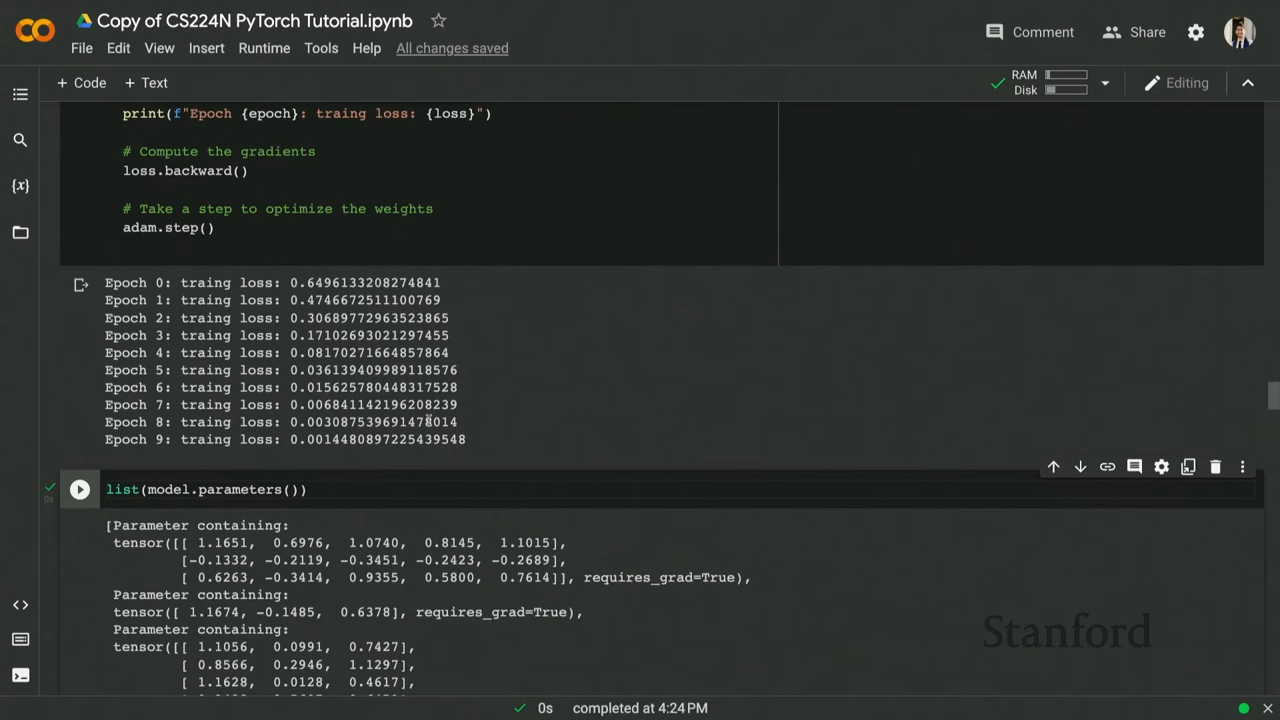 Copy of CS224N PyTorch Tutorial.ipynb
File Edit View Insert Runtime Tools Help All changes saved
Comment Share
+ Code + Text
RAM
Disk
Editing
print(f"Epoch {epoch}: traing loss: {loss}")
# Compute the gradients
loss.backward()
# Take a step to optimize the weights
adam.step()
Epoch 0: traing loss: 0.6496133208274841
Epoch 1: traing loss: 0.4746672511100769
Epoch 2: traing loss: 0.30689772963523865
Epoch 3: traing loss: 0.17102693021297455
Epoch 4: traing loss: 0.081702716648578​64
Epoch 5: traing loss: 0.036139409989118576
Epoch 6: traing loss: 0.015625780448317528
Epoch 7: traing loss: 0.006841142196208239
Epoch 8: traing loss: 0.003087539691478014
Epoch 9: traing loss: 0.0014480897225439548
list(model.parameters())
0s
[Parameter containing:
tensor([[ 1.1651, 0.6976, 1.0740, 0.8145, 1.1015],
[-0.1332, -0.2119, -0.3451, -0.2423, -0.2689],
[ 0.6263, -0.3414, 0.9355, 0.5800, 0.7614]], requires_grad=True),
Parameter containing:
tensor([ 1.1674, -0.1485, 0.6378], requires_grad=True),
Parameter containing:
tensor([[ 1.1056, 0.0991, 0.7427],
[ 0.8566, 0.2946, 1.1297],
[ 1.1628, 0.0128, 0.4617],
Stanford
0s completed at 4:24 PM